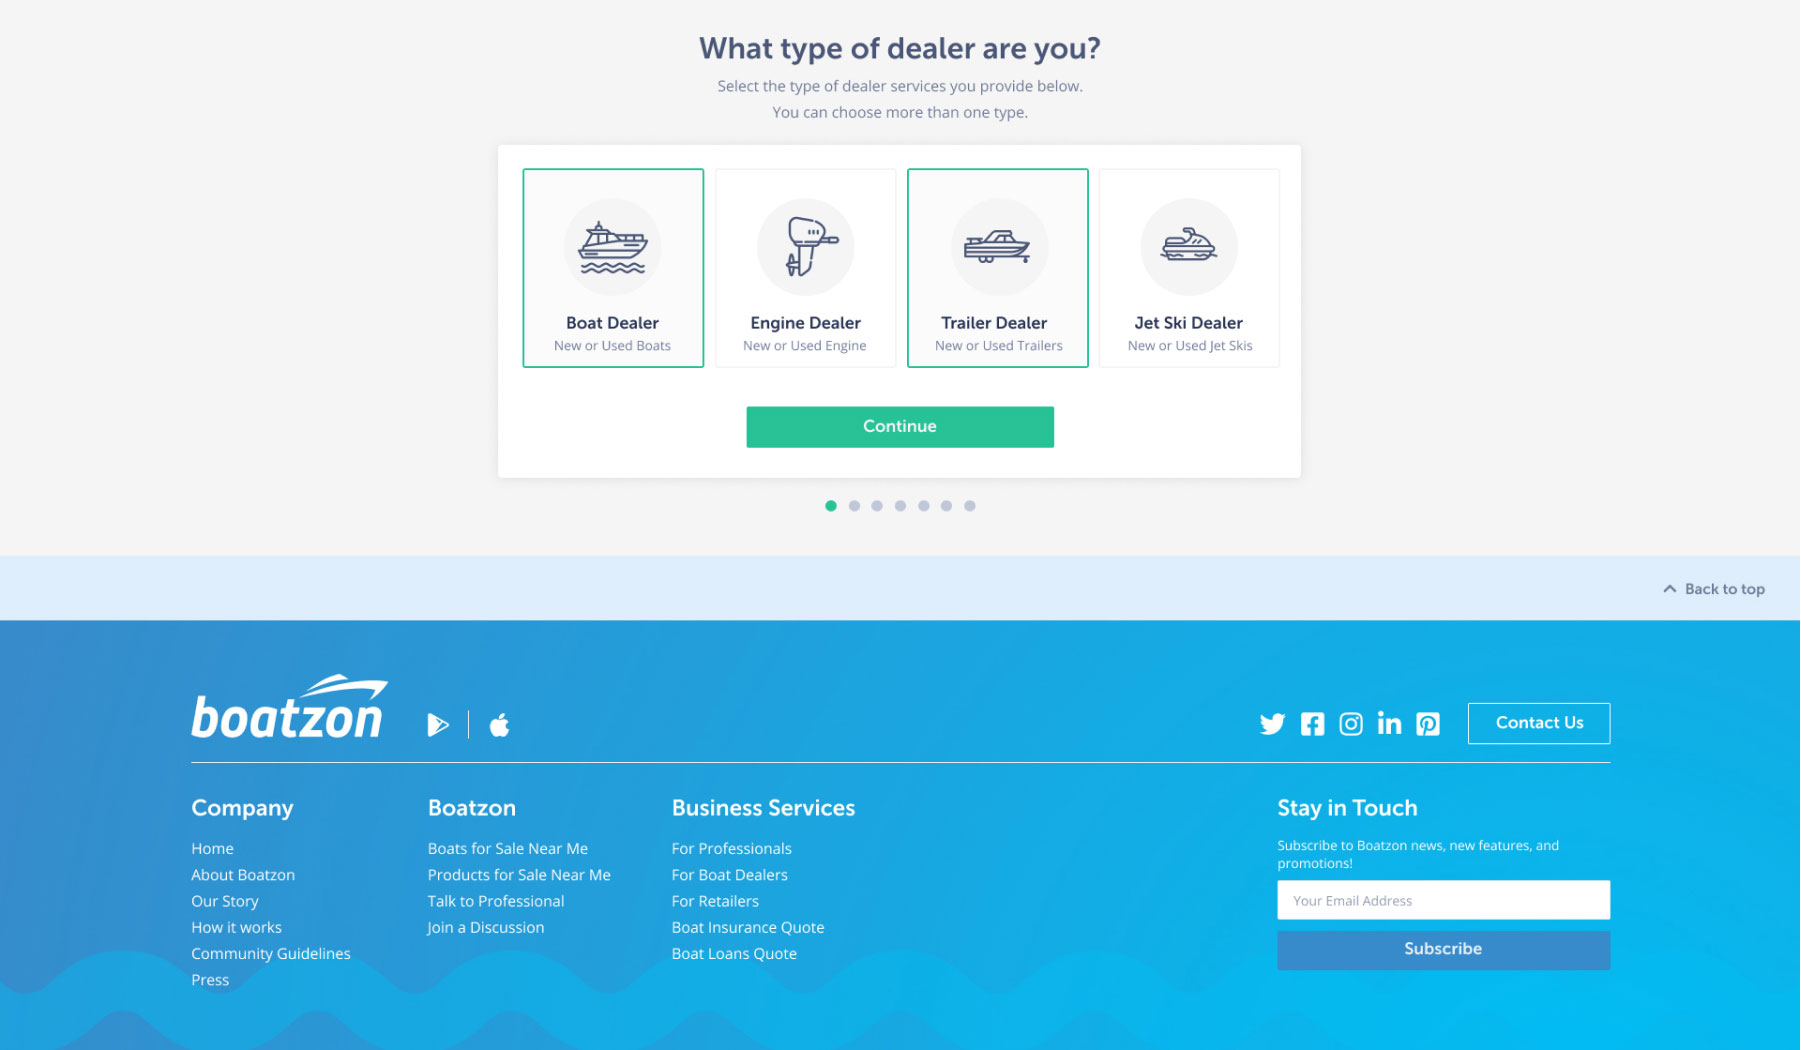 What type of dealer are you?
Select the type of dealer services you provide below.
You can choose more than one type.
Boat Dealer
New or Used Boats
Engine Dealer
New or Used Engine
Trailer Dealer
New or Used Trailers
Jet Ski Dealer
New or Used Jet Skis
Continue
Back to top
boatzon
Contact Us
Company
Home
About Boatzon
Our Story
How it works
Community Guidelines
Press
Boatzon
Boats for Sale Near Me
Products for Sale Near Me
Talk to Professional
Join a Discussion
Business Services
For Professionals
For Boat Dealers
For Retailers
Boat Insurance Quote
Boat Loans Quote
Stay in Touch
Subscribe to Boatzon news, new features, and
promotions!
Your Email Address
Subscribe